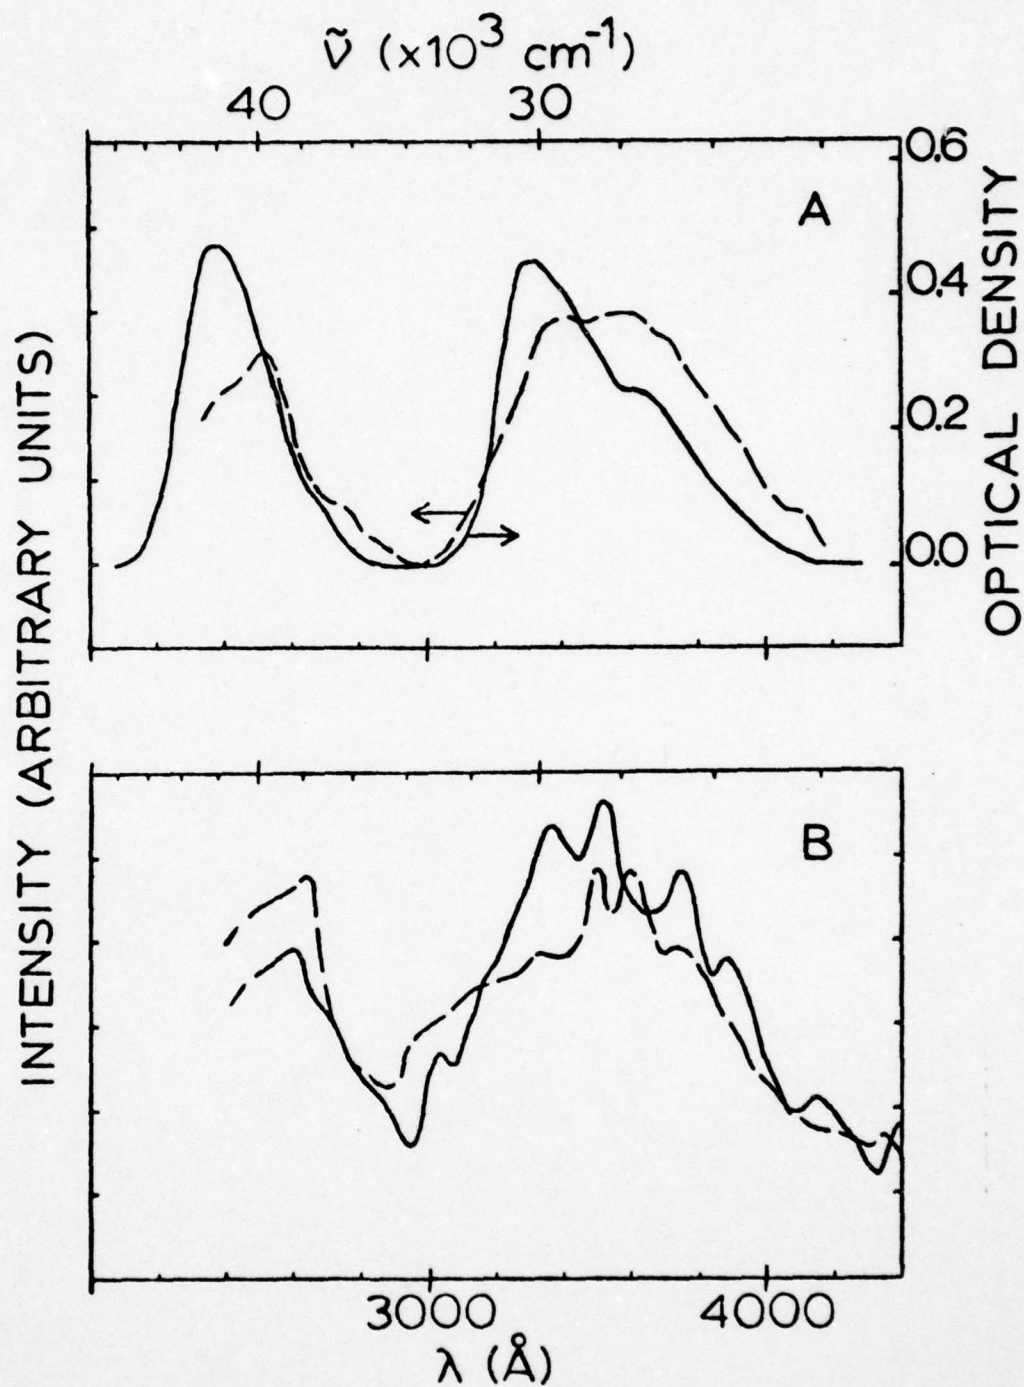 ν̃ (x10³ cm⁻¹)
40 30
0.6
A
0.4
0.2
0.0
OPTICAL DENSITY
INTENSITY (ARBITRARY UNITS)
B
3000 4000
λ (Å)